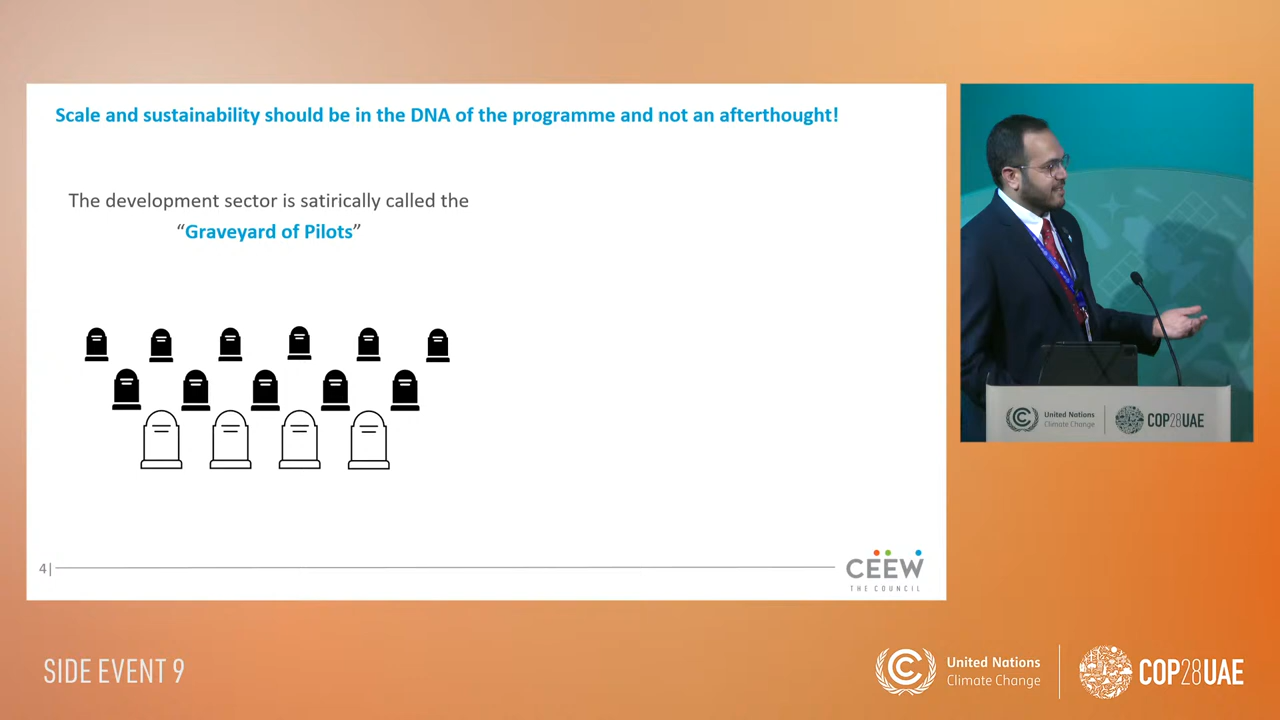 Scale and sustainability should be in the DNA of the programme and not an afterthought!
The development sector is satirically called the
“Graveyard of Pilots”
4|
CEEW
THE COUNCIL
United Nations
Climate Change
COP28UAE
SIDE EVENT 9
United Nations
Climate Change
COP28UAE